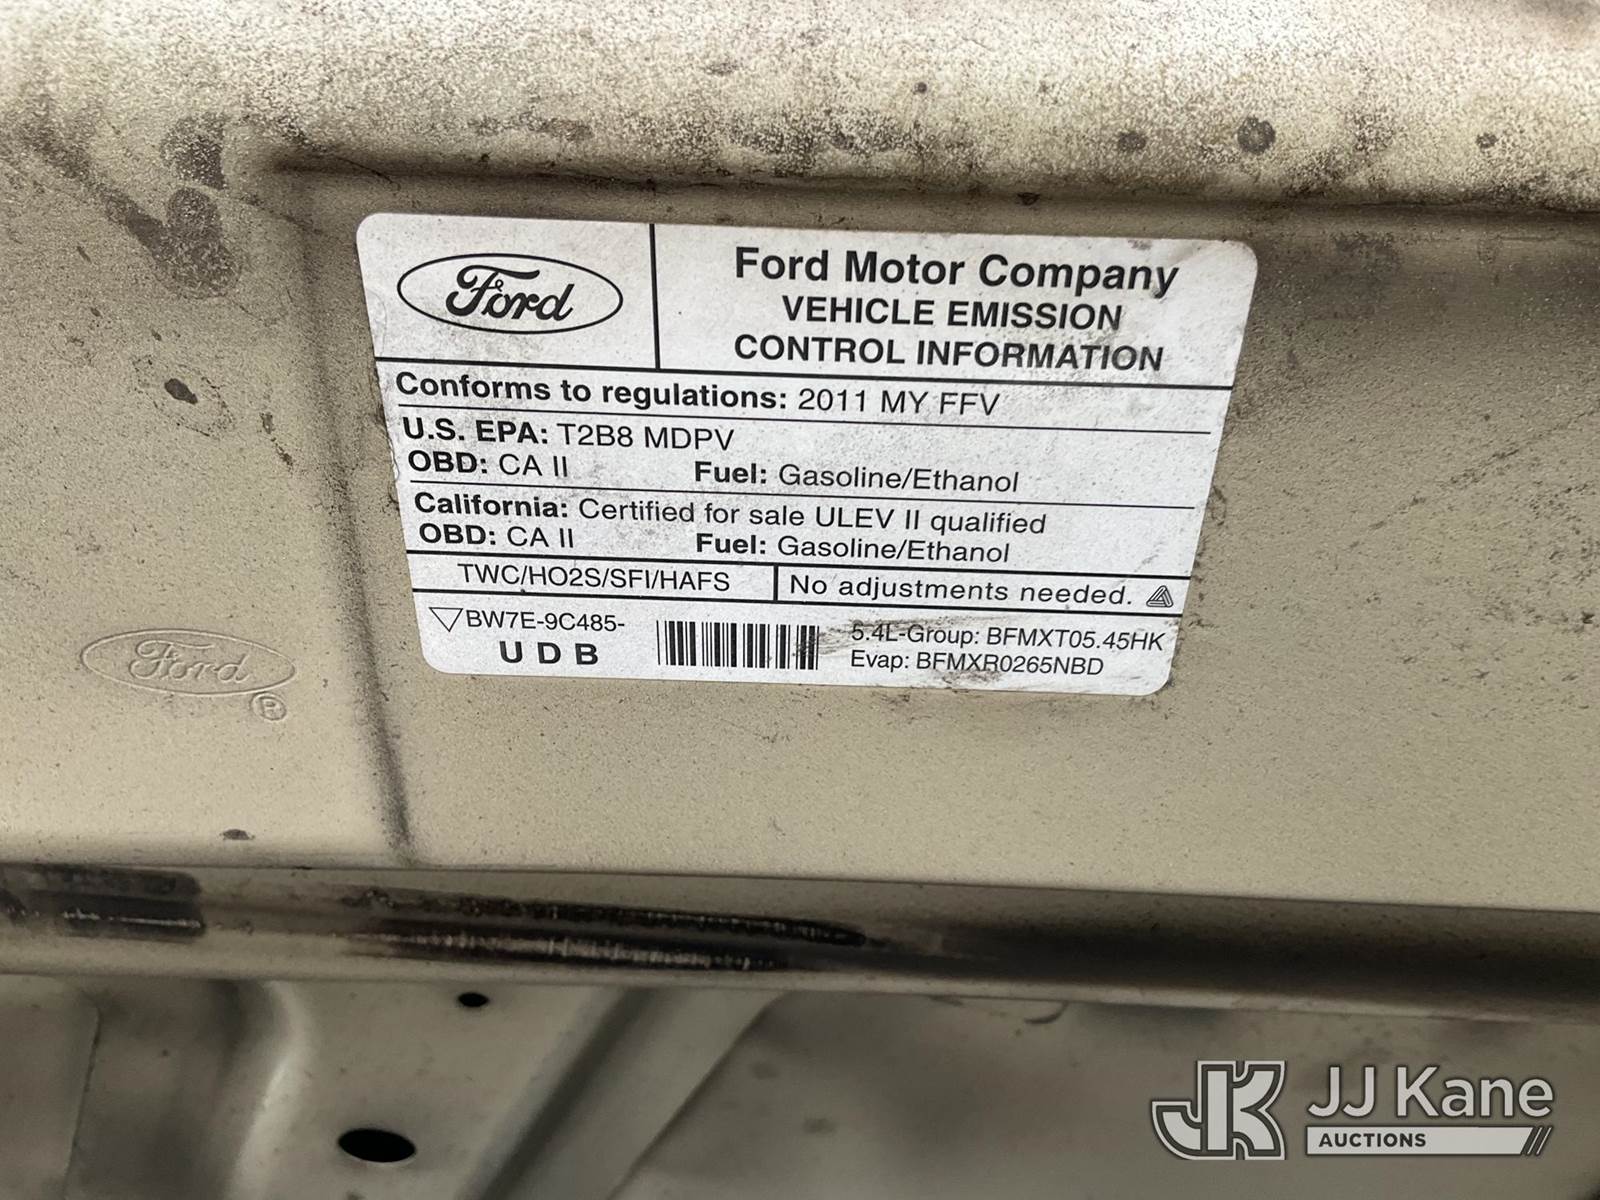 Ford
Ford Motor Company
VEHICLE EMISSION
CONTROL INFORMATION
Conforms to regulations: 2011 MY FFV
U.S. EPA: T2B8 MDPV
OBD: CA II Fuel: Gasoline/Ethanol
California: Certified for sale ULEV II qualified
OBD: CA II Fuel: Gasoline/Ethanol
TWC/HO2S/SFI/HAFS No adjustments needed.
BW7E-9C485-
UDB
5.4L-Group: BFMXT05.45HK
Evap: BFMXR0265NBD
Ford ®
JK JJ Kane
AUCTIONS